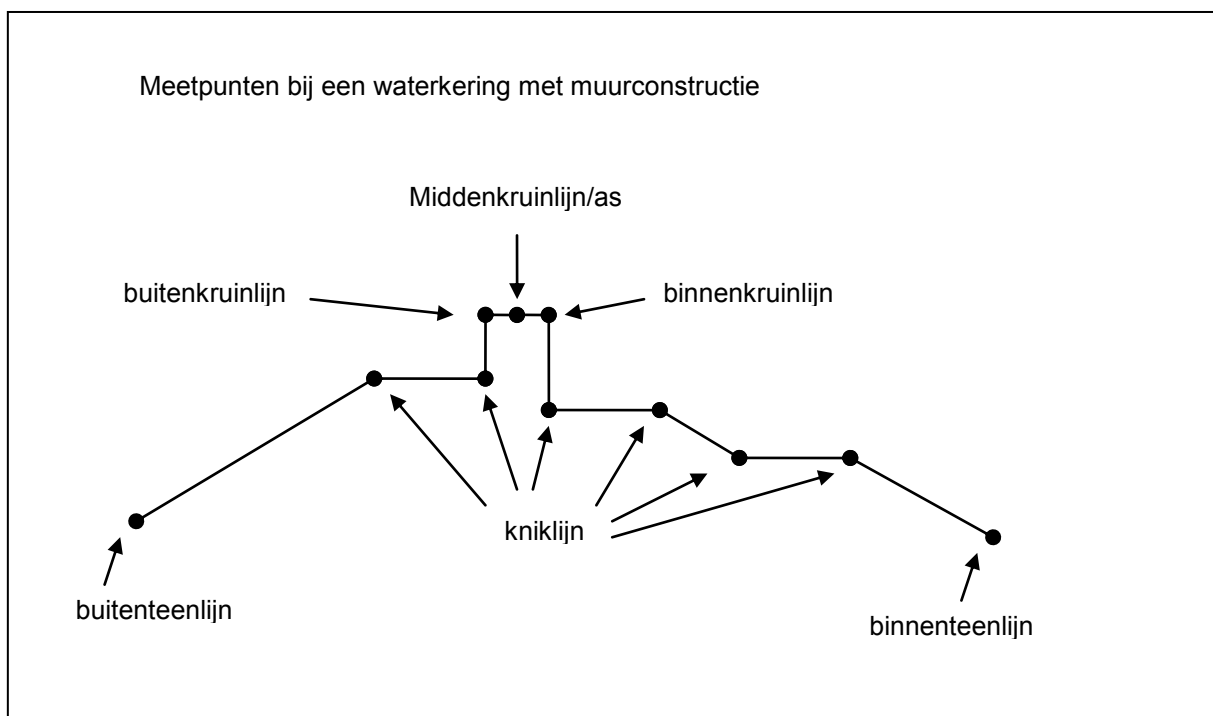 Meetpunten bij een waterkering met muurconstructie
Middenkruinlijn/as
buitenkruinlijn
binnenkruinlijn
kniklijn
buitenteenlijn
binnenteenlijn